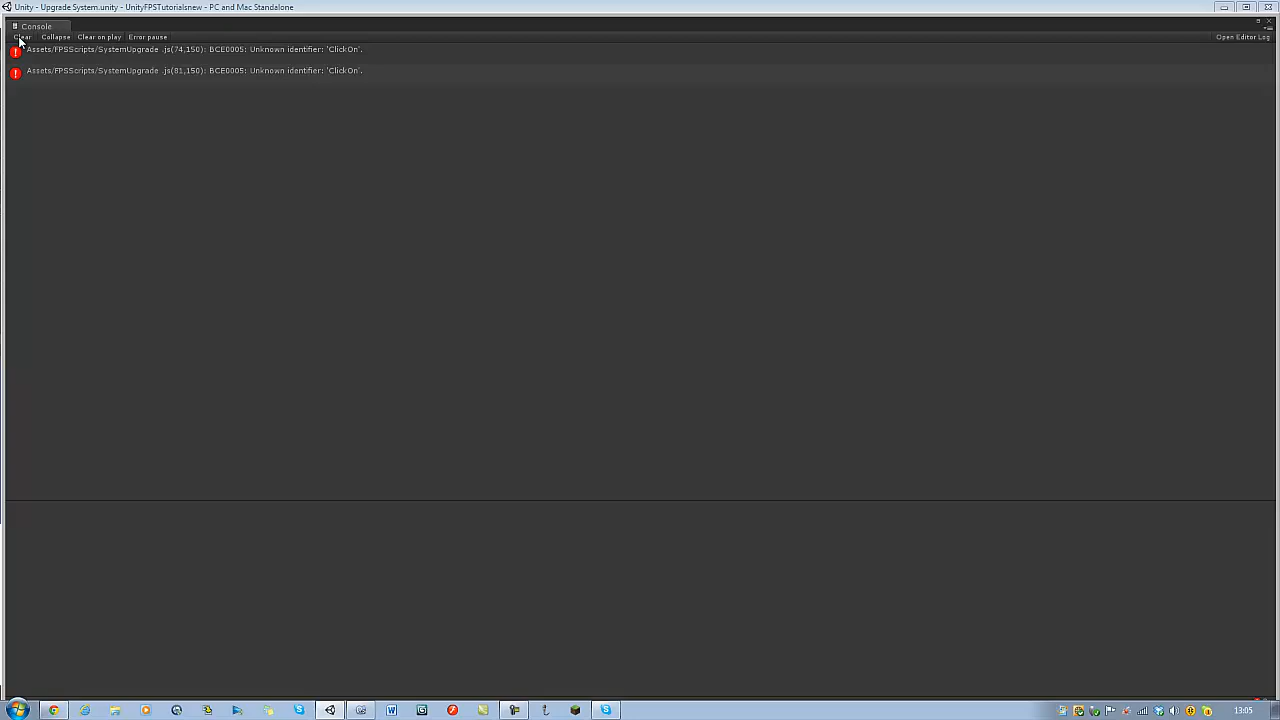 Unity - Upgrade System.unity - UnityFPSTutorialsnew - PC and Mac Standalone
Console
Clear Collapse Clear on play Error pause Open Editor Log
Assets/FPSScripts/SystemUpgrade .js(74,150): BCE0005: Unknown identifier: 'ClickOn'.
Assets/FPSScripts/SystemUpgrade .js(81,150): BCE0005: Unknown identifier: 'ClickOn'.
13:05